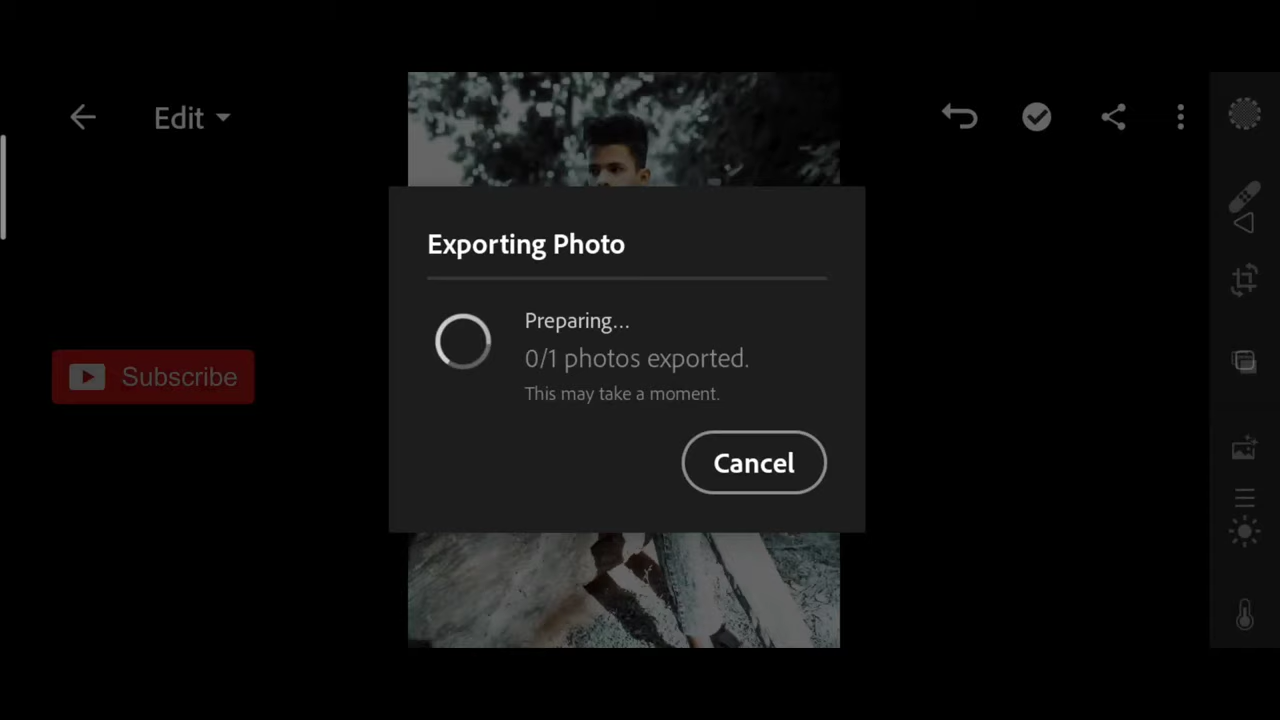 Edit
Exporting Photo
Preparing...
0/1 photos exported.
This may take a moment.
Subscribe
Cancel